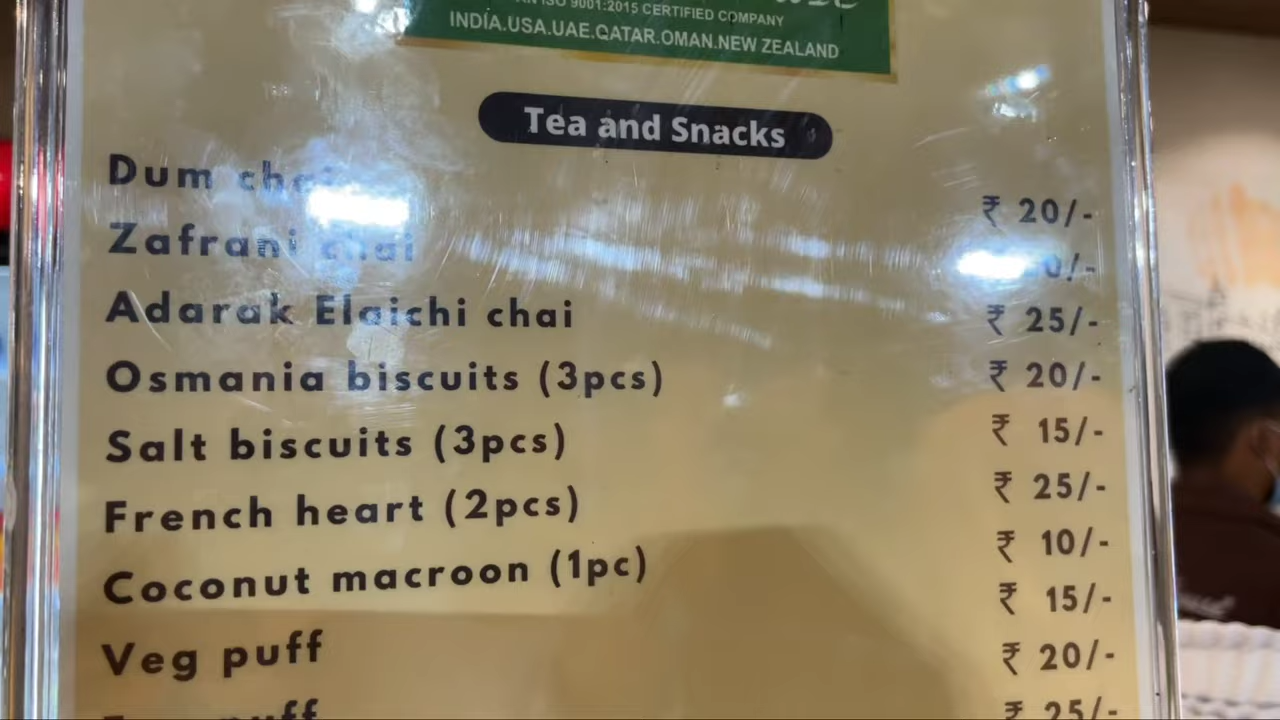 ISO 9001:2015 CERTIFIED COMPANY
INDIA.USA.UAE.QATAR.OMAN.NEW ZEALAND
Tea and Snacks
Dum chai ₹ 20/-
Zafrani chai
Adarak Elaichi chai ₹ 25/-
Osmania biscuits (3pcs) ₹ 20/-
Salt biscuits (3pcs) ₹ 15/-
French heart (2pcs) ₹ 25/-
Coconut macroon (1pc) ₹ 10/-
Veg puff ₹ 15/-
puff ₹ 20/-
₹ 25/-